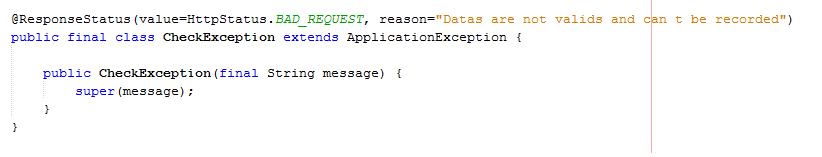 @ResponseStatus(value=HttpStatus.BAD_REQUEST, reason="Datas are not valids and can t be recorded")
public final class CheckException extends ApplicationException {
public CheckException(final String message) {
super(message);
}
}